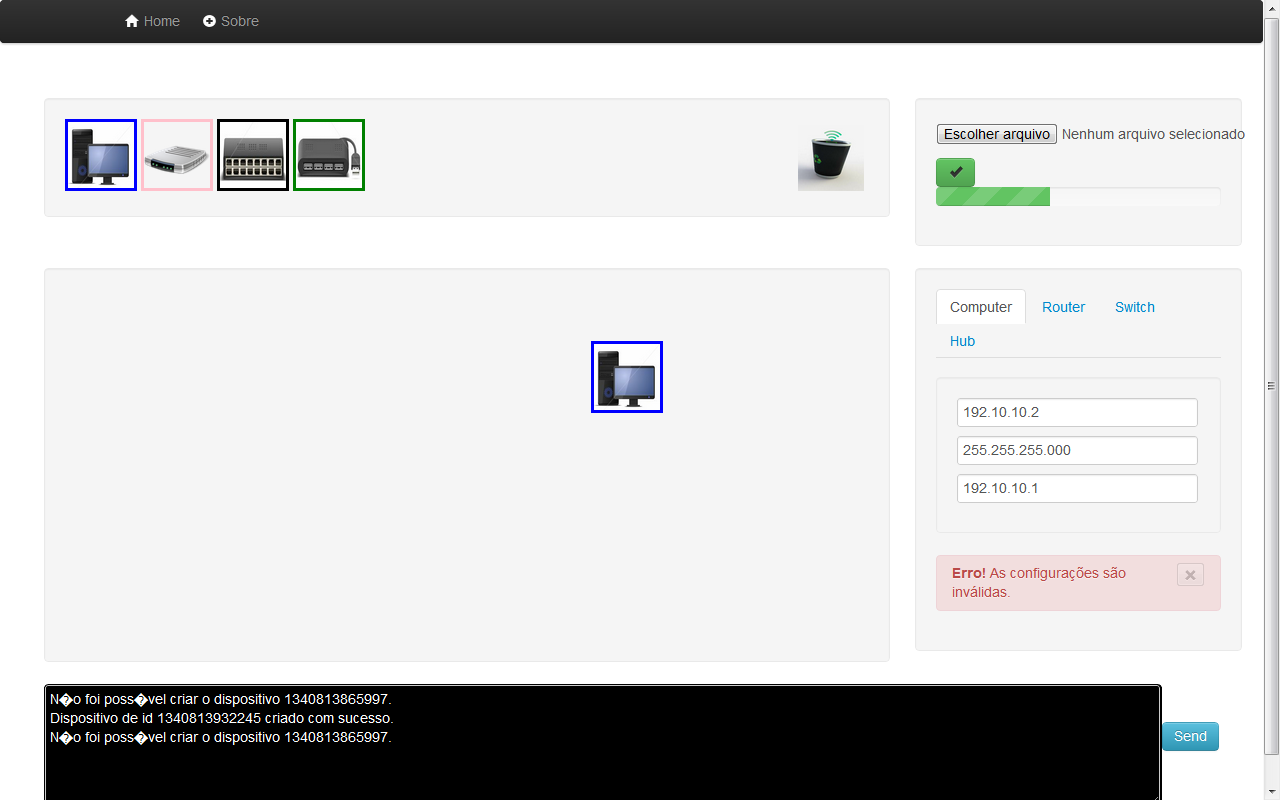 Home Sobre
Escolher arquivo Nenhum arquivo selecionado
Computer Router Switch
Hub
192.10.10.2
255.255.255.000
192.10.10.1
Erro! As configurações são
inválidas.
N�o foi poss�vel criar o dispositivo 1340813865997.
Dispositivo de id 1340813932245 criado com sucesso.
N�o foi poss�vel criar o dispositivo 1340813865997.
Send